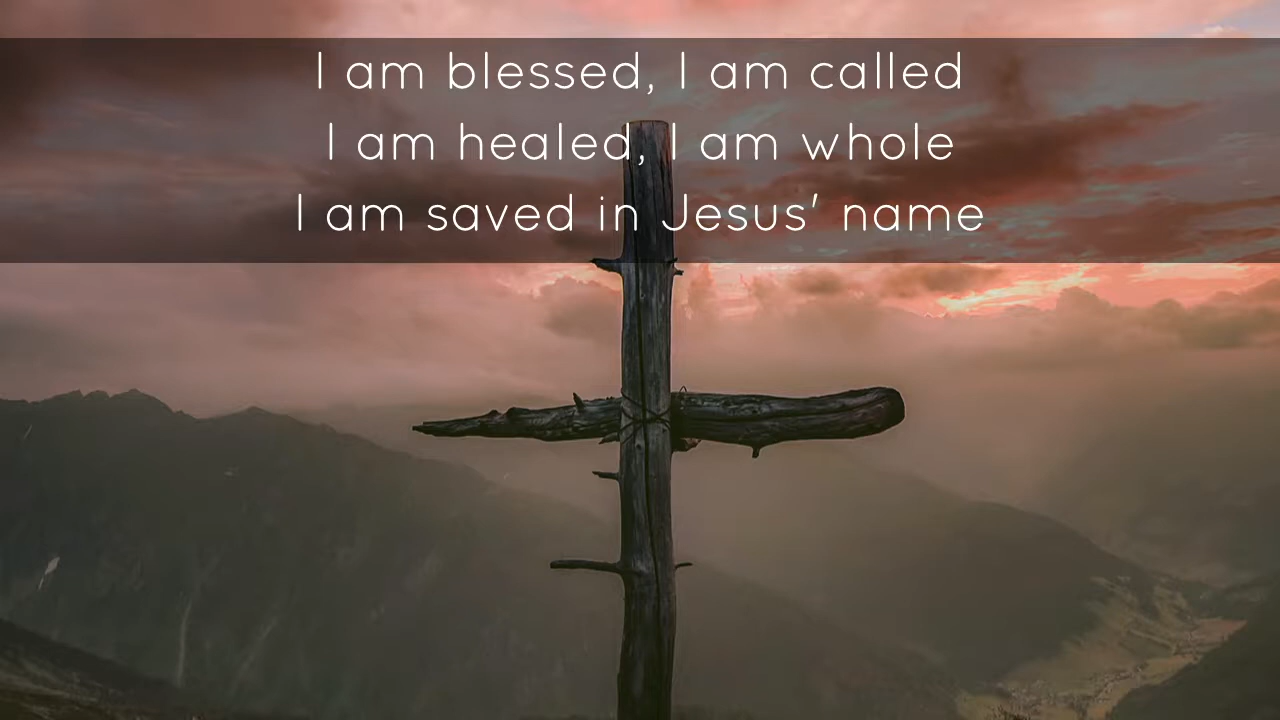 I am blessed, I am called
I am healed, I am whole
I am saved in Jesus' name